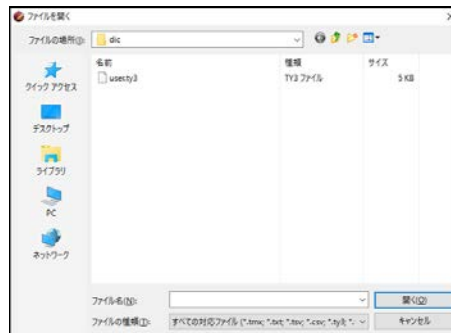 ファイルを開く
ファイルの場所(I):
dic
名前
種類
サイズ
user.ty3
TY3 ファイル
5 KB
クイック アクセス
デスクトップ
ライブラリ
PC
ネットワーク
ファイル名(N):
開く(O)
ファイルの種類(T):
すべての対応ファイル (*.tmx; *.txt; *.tsv; *.csv; *.ty3; *.
キャンセル